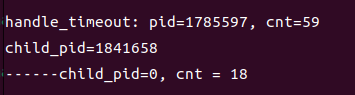 handle_timeout: pid=1785597, cnt=59
child_pid=1841658
------child_pid=0, cnt = 18